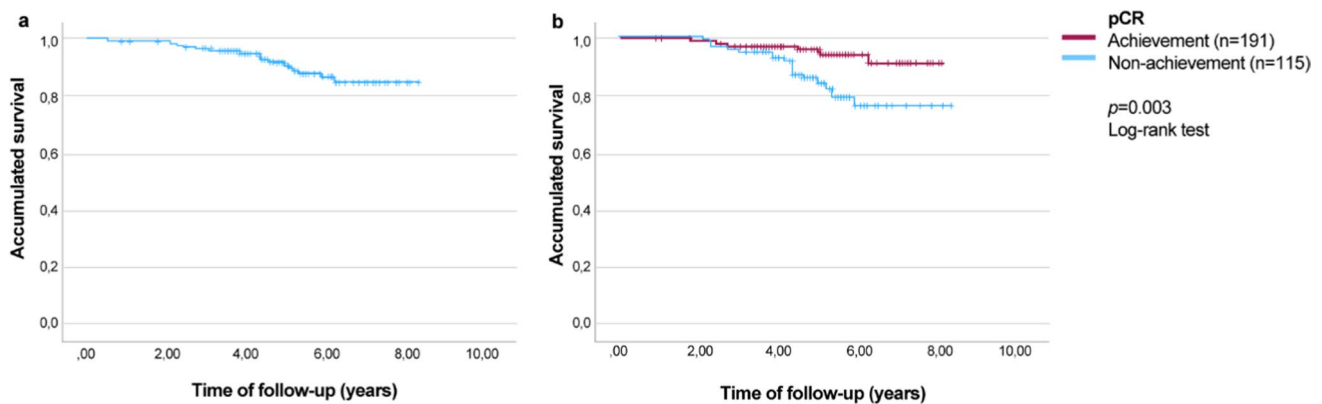 a
Accumulated survival
1,0
0,8
0,6
0,4
0,2
0,0
,00 2,00 4,00 6,00 8,00 10,00
Time of follow-up (years)
b
Accumulated survival
1,0
0,8
0,6
0,4
0,2
0,0
,00 2,00 4,00 6,00 8,00 10,00
Time of follow-up (years)
pCR
Achievement (n=191)
Non-achievement (n=115)
p=0.003
Log-rank test